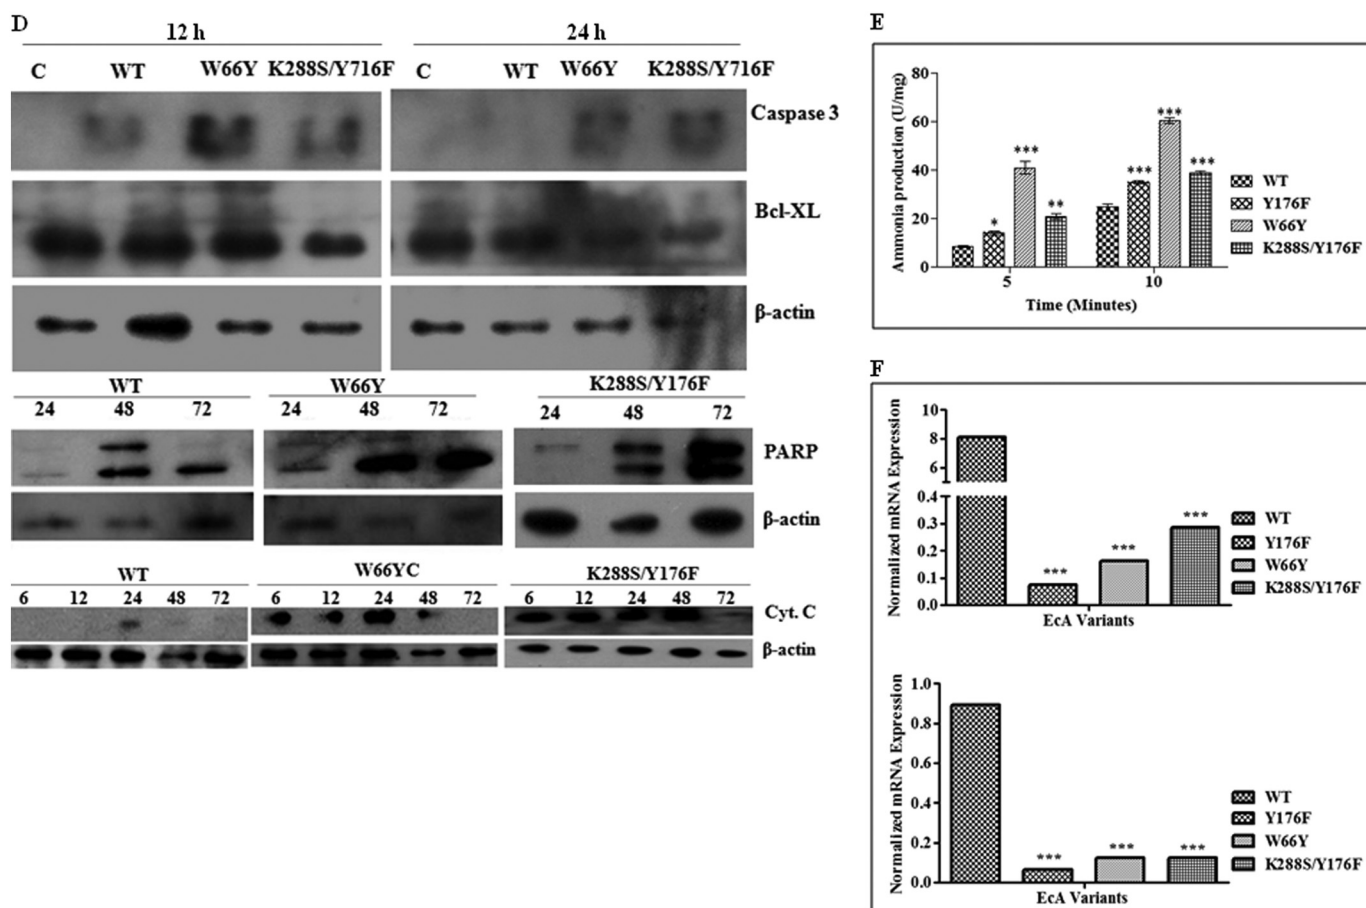 D
12 h
24 h
C WT W66Y K288S/Y716F
C WT W66Y K288S/Y716F
Caspase 3
Bcl-XL
β-actin
WT
24 48 72
W66Y
24 48 72
K288S/Y176F
24 48 72
PARP
β-actin
WT
6 12 24 48 72
W66YC
6 12 24 48 72
K288S/Y176F
6 12 24 48 72
Cyt. C
β-actin
E
Ammonia production (U/mg)
80
60
40
20
0
* *** ** 
*** *** ***
5 10
Time (Minutes)
WT
Y176F
W66Y
K288S/Y176F
F
Normalized mRNA Expression
10
8
6
0.4
0.3
0.2
0.1
0.0
*** *** ***
EcA Variants
WT
Y176F
W66Y
K288S/Y176F
Normalized mRNA Expression
1.0
0.8
0.6
0.4
0.2
0.0
*** *** ***
EcA Variants
WT
Y176F
W66Y
K288S/Y176F